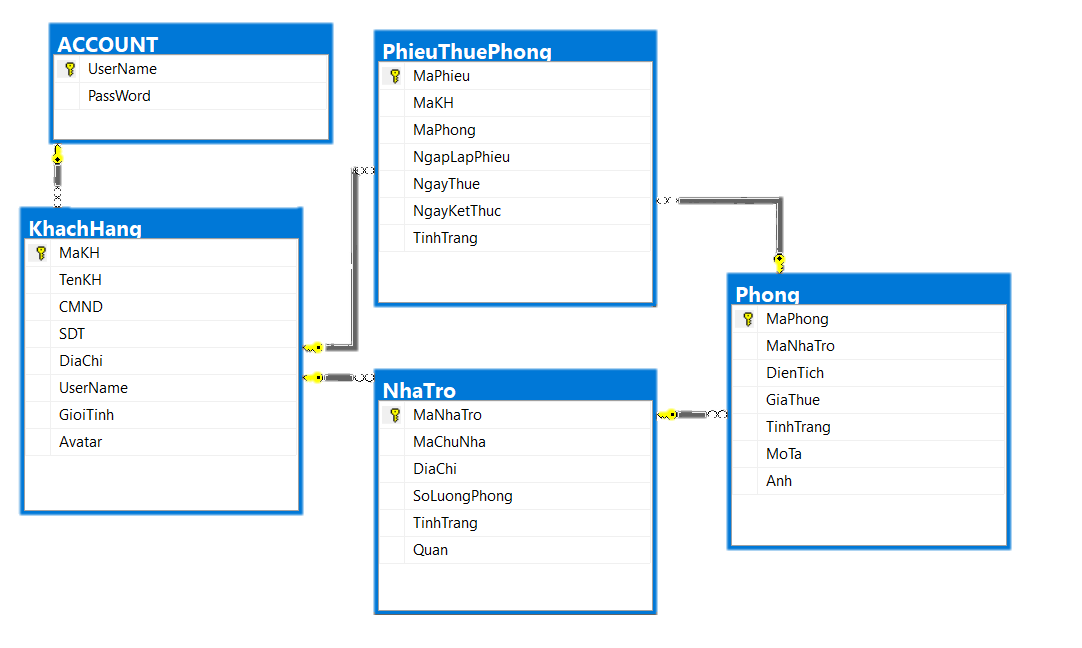 ACCOUNT
UserName
PassWord
KhachHang
MaKH
TenKH
CMND
SDT
DiaChi
UserName
GioiTinh
Avatar
PhieuThuePhong
MaPhieu
MaKH
MaPhong
NgapLapPhieu
NgayThue
NgayKetThuc
TinhTrang
NhaTro
MaNhaTro
MaChuNha
DiaChi
SoLuongPhong
TinhTrang
Quan
Phong
MaPhong
MaNhaTro
DienTich
GiaThue
TinhTrang
MoTa
Anh